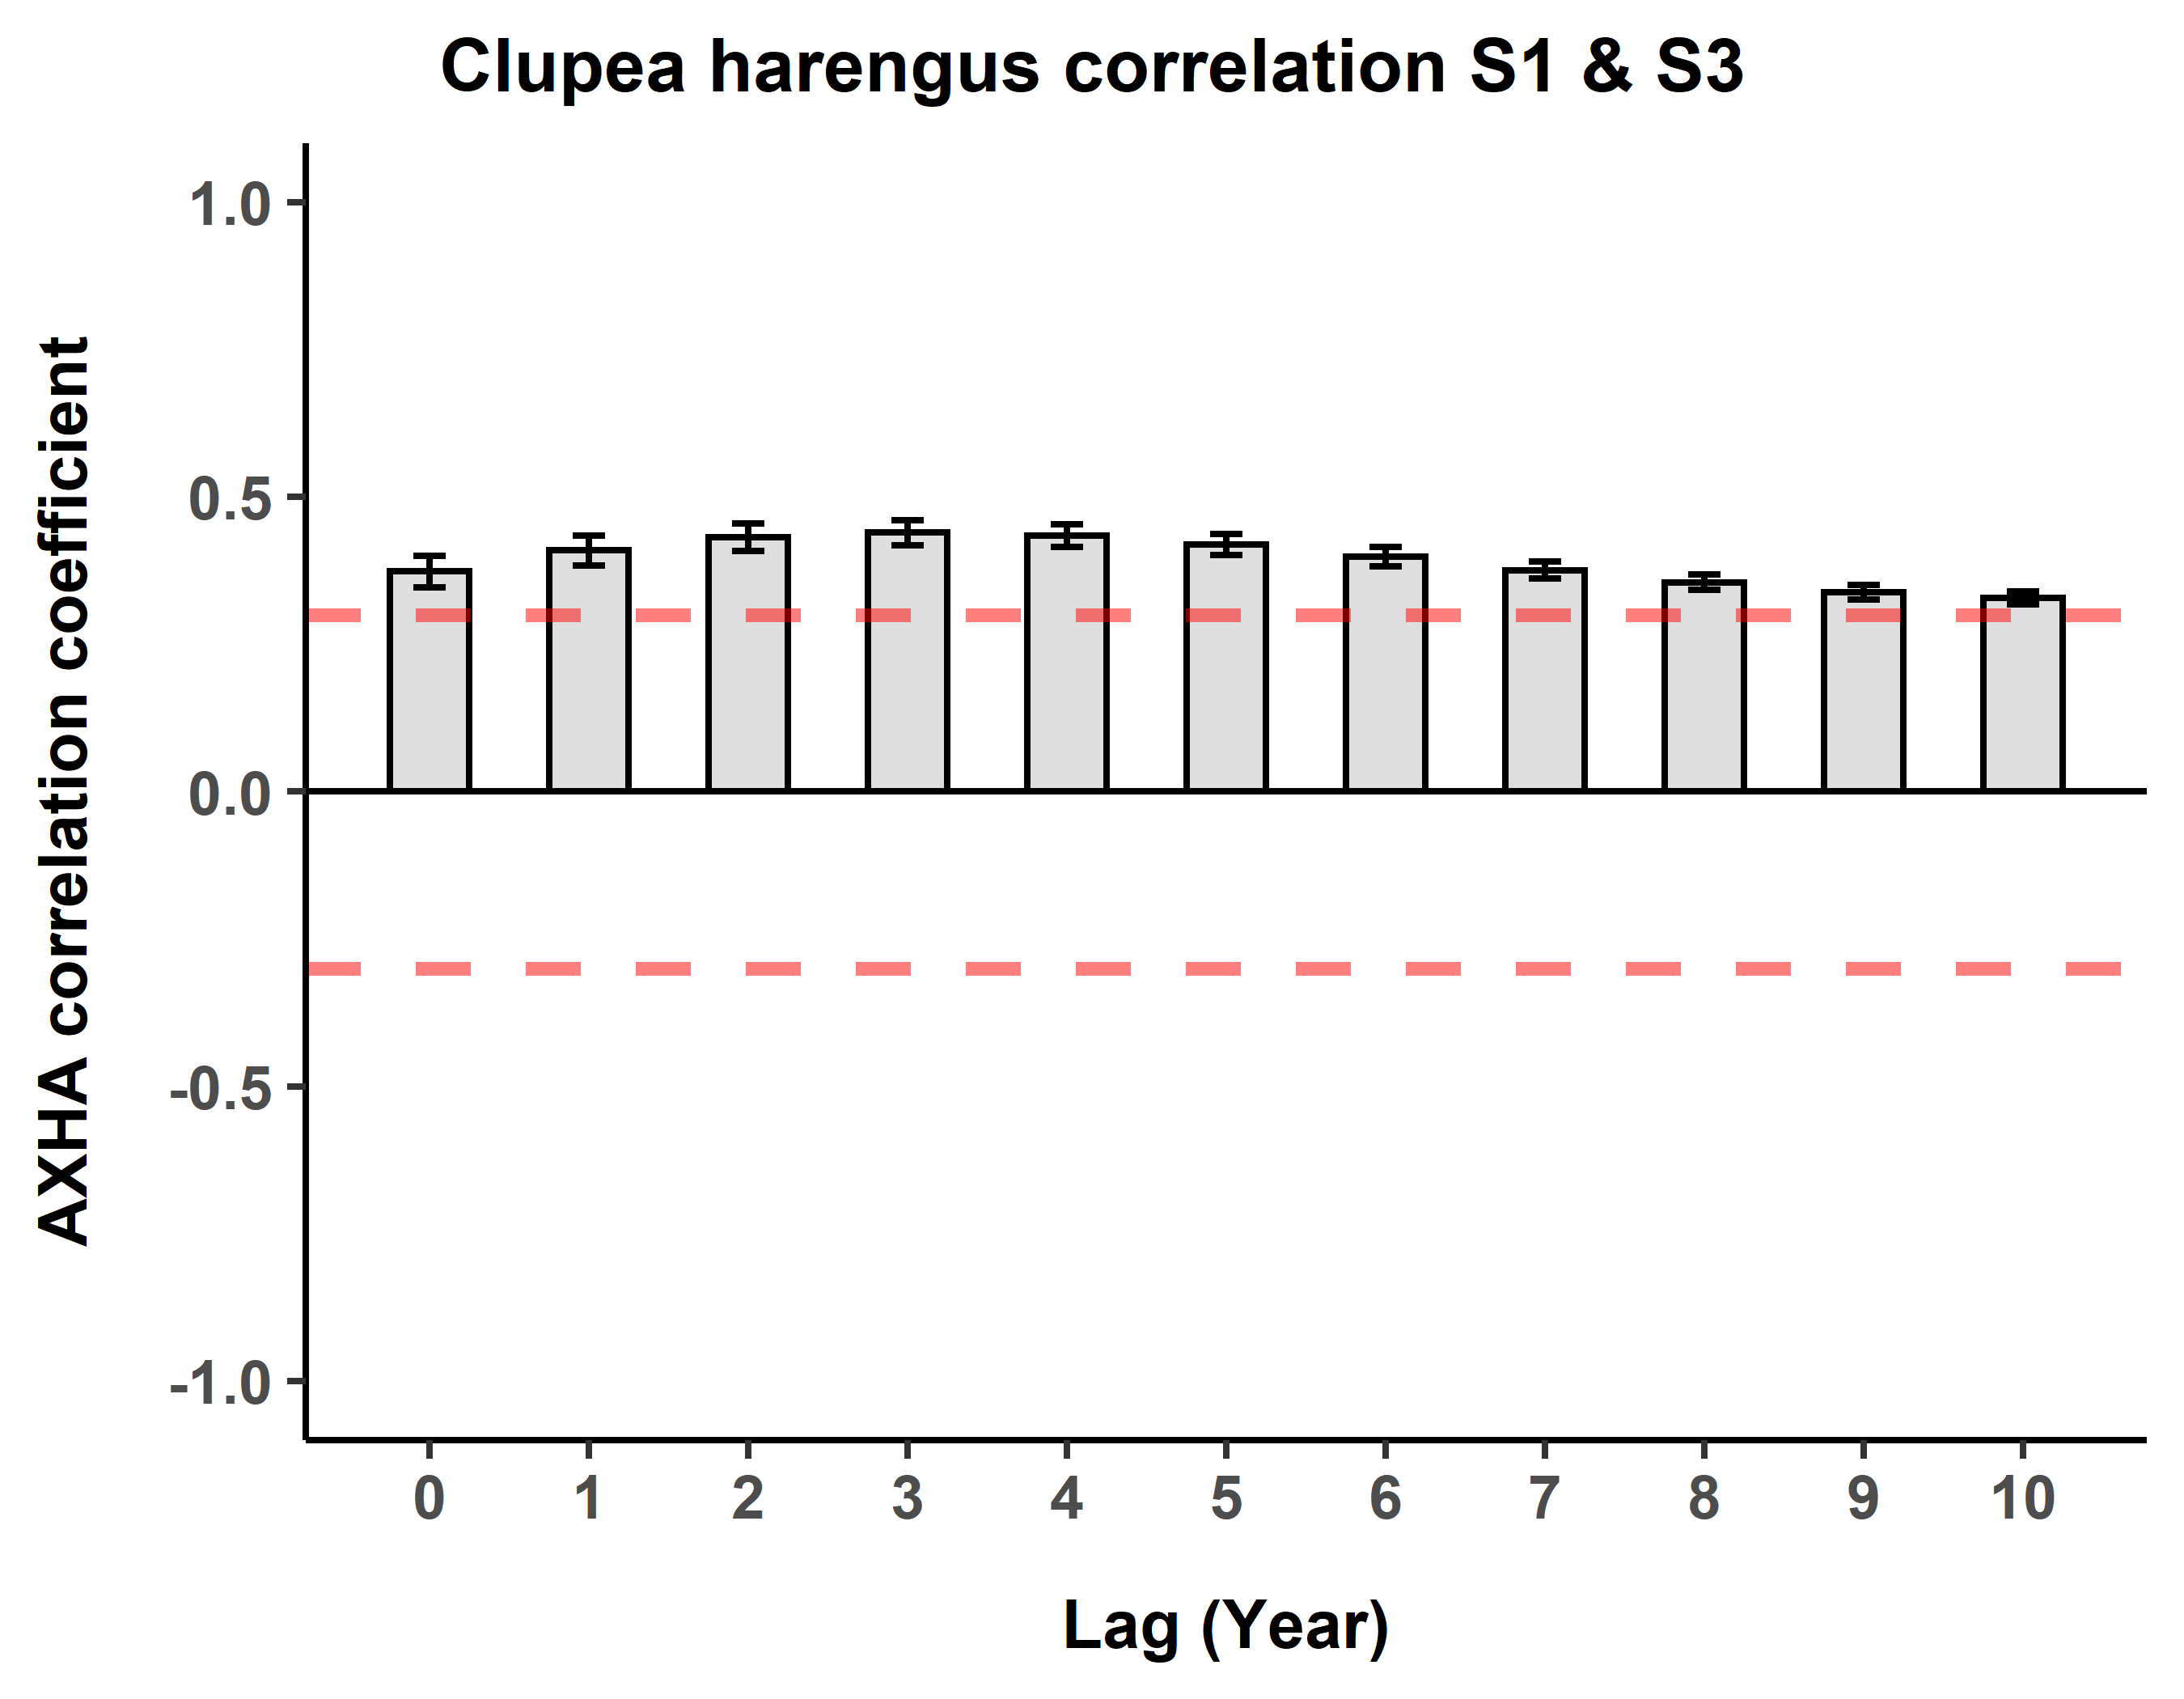 Clupea harengus correlation S1 & S3
AXHA correlation coefficient
1.0
0.5
0.0
-0.5
-1.0
0 1 2 3 4 5 6 7 8 9 10
Lag (Year)